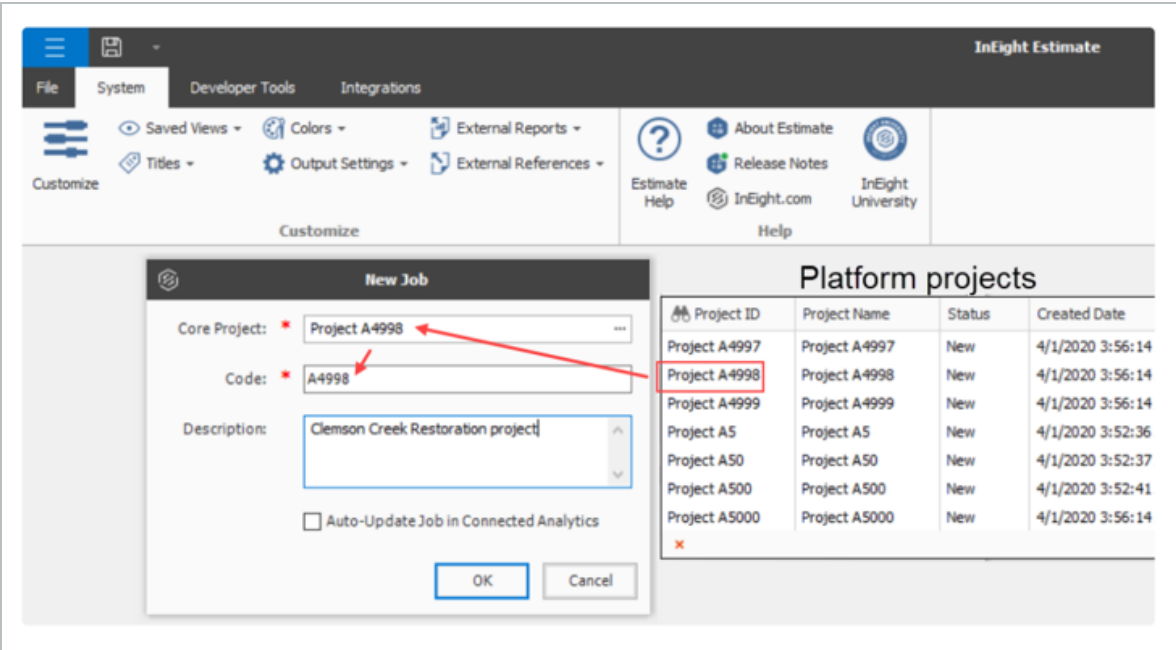 InEight Estimate
File System Developer Tools Integrations
Saved Views Colors External Reports About Estimate
Titles Output Settings External References Release Notes
Customize Estimate Help InEight.com InEight University
Customize Help
New Job Platform projects
Project ID Project Name Status Created Date
Core Project: * Project A4998 ...
Project A4997 Project A4997 New 4/1/2020 3:56:14
Code: * A4998 Project A4998 Project A4998 New 4/1/2020 3:56:14
Project A4999 Project A4999 New 4/1/2020 3:56:14
Description: Clemson Creek Restoration project Project A5 Project A5 New 4/1/2020 3:52:36
Project A50 Project A50 New 4/1/2020 3:52:37
Project A500 Project A500 New 4/1/2020 3:52:41
Auto-Update Job in Connected Analytics Project A5000 Project A5000 New 4/1/2020 3:56:14
OK Cancel